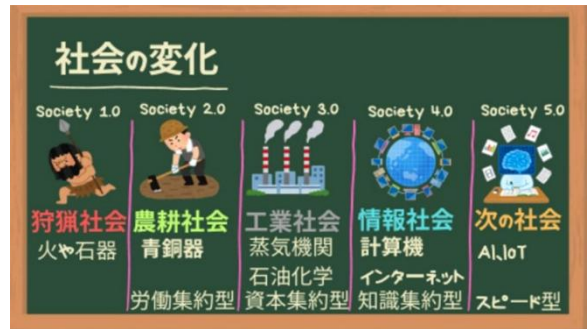 社会の変化
Society 1.0
狩猟社会
火や石器
Society 2.0
農耕社会
青銅器
労働集約型
Society 3.0
工業社会
蒸気機関
石油化学
資本集約型
Society 4.0
情報社会
計算機
インターネット
知識集約型
Society 5.0
次の社会
AI、IoT
スピード型